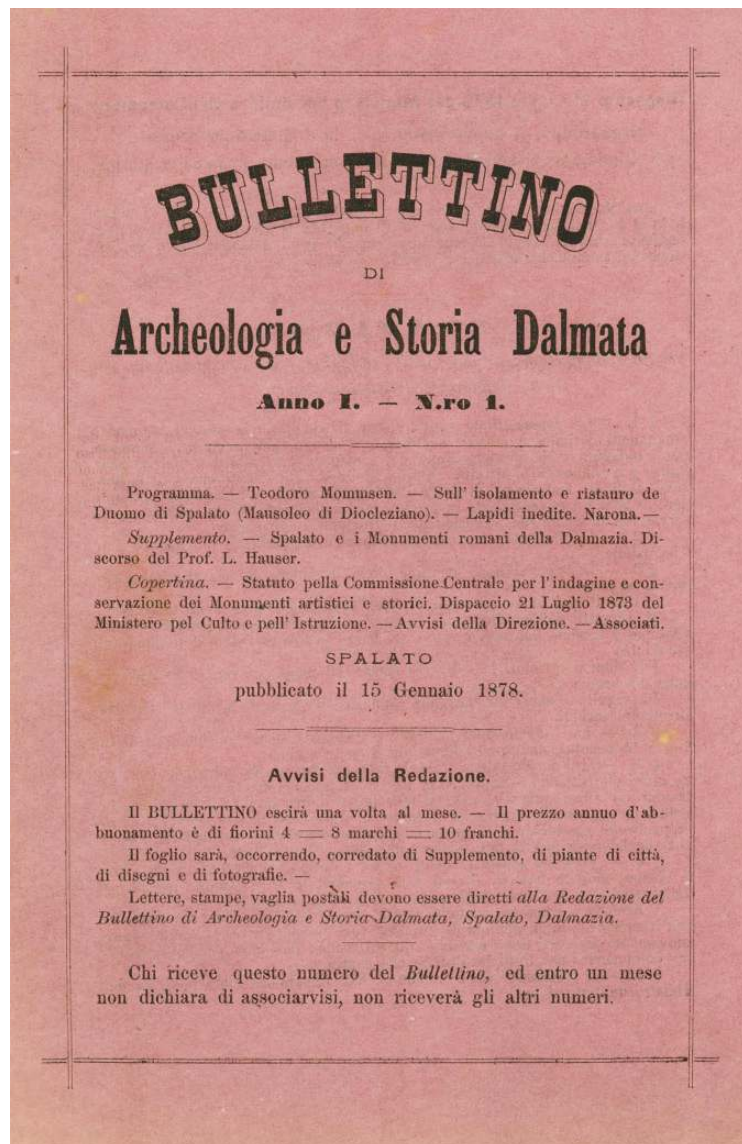 BULLETTINO
DI
Archeologia e Storia Dalmata
Anno I. — N.ro 1.
Programma. — Teodoro Mommsen. — Sull' isolamento e ristauro de
Duomo di Spalato (Mausoleo di Diocleziano). — Lapidi inedite. Narona.—
Supplemento. — Spalato e i Monumenti romani della Dalmazia. Di-
scorso del Prof. L. Hauser.
Copertina. — Statuto pella Commissione Centrale per l' indagine e con-
servazione dei Monumenti artistici e storici. Dispaccio 21 Luglio 1873 del
Ministero pel Culto e pell' Istruzione. — Avvisi della Direzione. — Associati.
SPALATO
pubblicato il 15 Gennaio 1878.
Avvisi della Redazione.
Il BULLETTINO escirà una volta al mese. — Il prezzo annuo d'ab-
buonamento è di fiorini 4 = 8 marchi = 10 franchi.
Il foglio sarà, occorrendo, corredato di Supplemento, di piante di città,
di disegni e di fotografie. —
Lettere, stampe, vaglia postali devono essere diretti alla Redazione del
Bullettino di Archeologia e Storia Dalmata, Spalato, Dalmazia.
Chi riceve questo numero del Bullettino, ed entro un mese
non dichiara di associarvisi, non riceverà gli altri numeri.